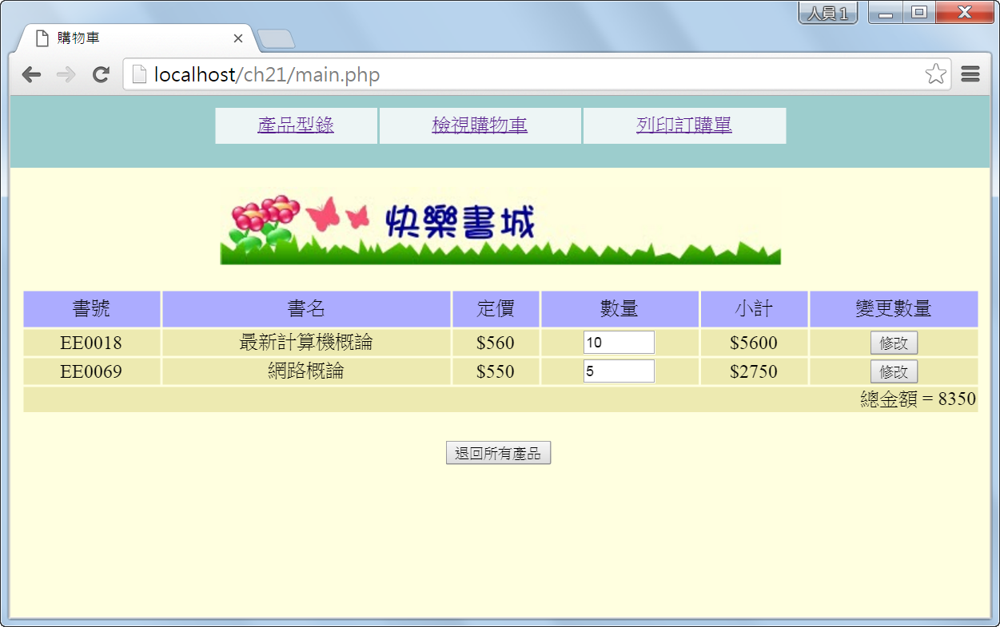 人員 1
購物車
localhost/ch21/main.php
產品型錄 檢視購物車 列印訂購單
快樂書城
書號 書名 定價 數量 小計 變更數量
EE0018 最新計算機概論 $560 10 $5600 修改
EE0069 網路概論 $550 5 $2750 修改
總金額 = 8350
退回所有產品